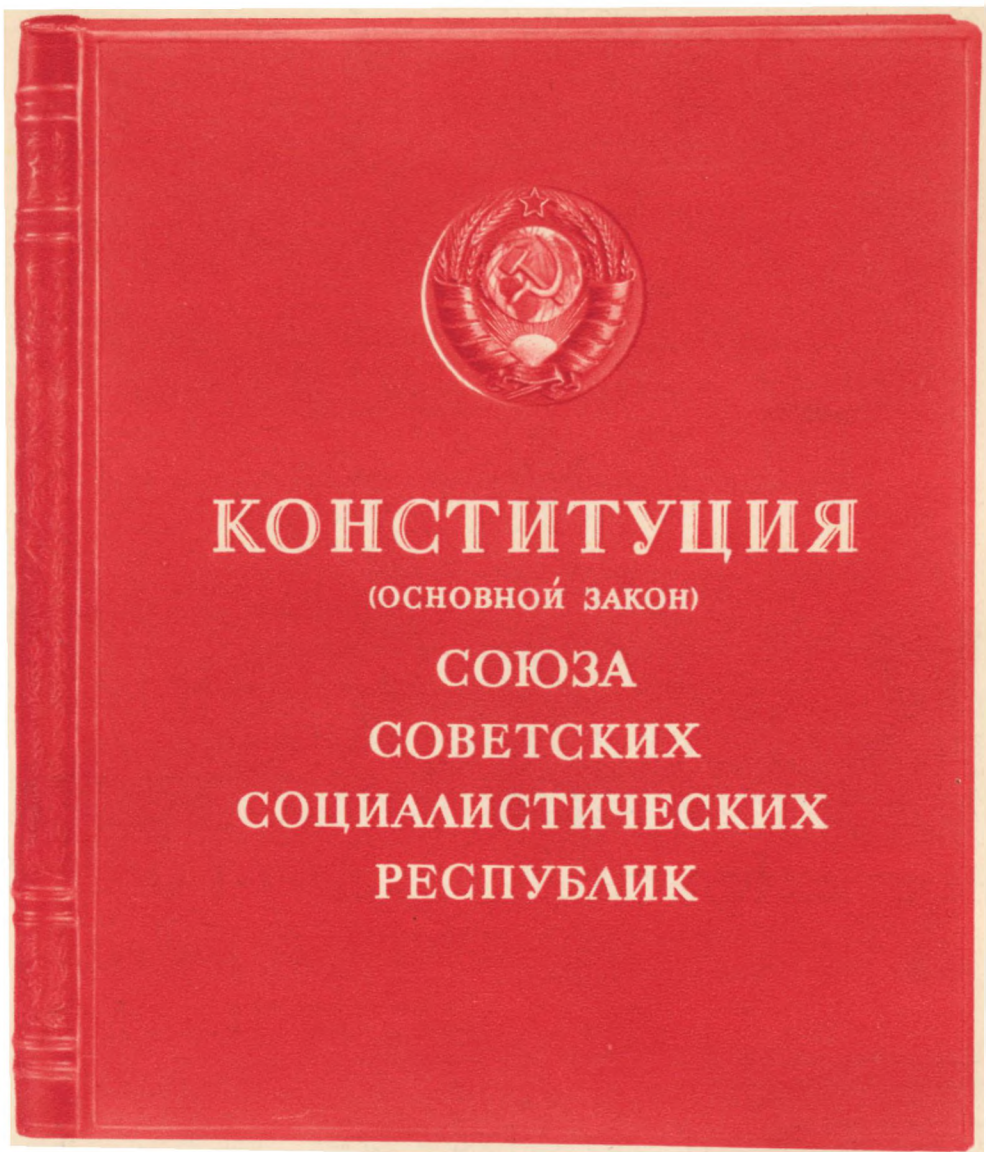 КОНСТИТУЦИЯ
(ОСНОВНОЙ ЗАКОН)
СОЮЗА
СОВЕТСКИХ
СОЦИАЛИСТИЧЕСКИХ
РЕСПУБЛИК